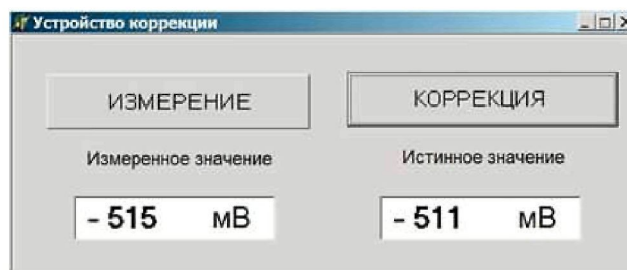 Устройство коррекции
ИЗМЕРЕНИЕ КОРРЕКЦИЯ
Измеренное значение Истинное значение
- 515 мВ - 511 мВ